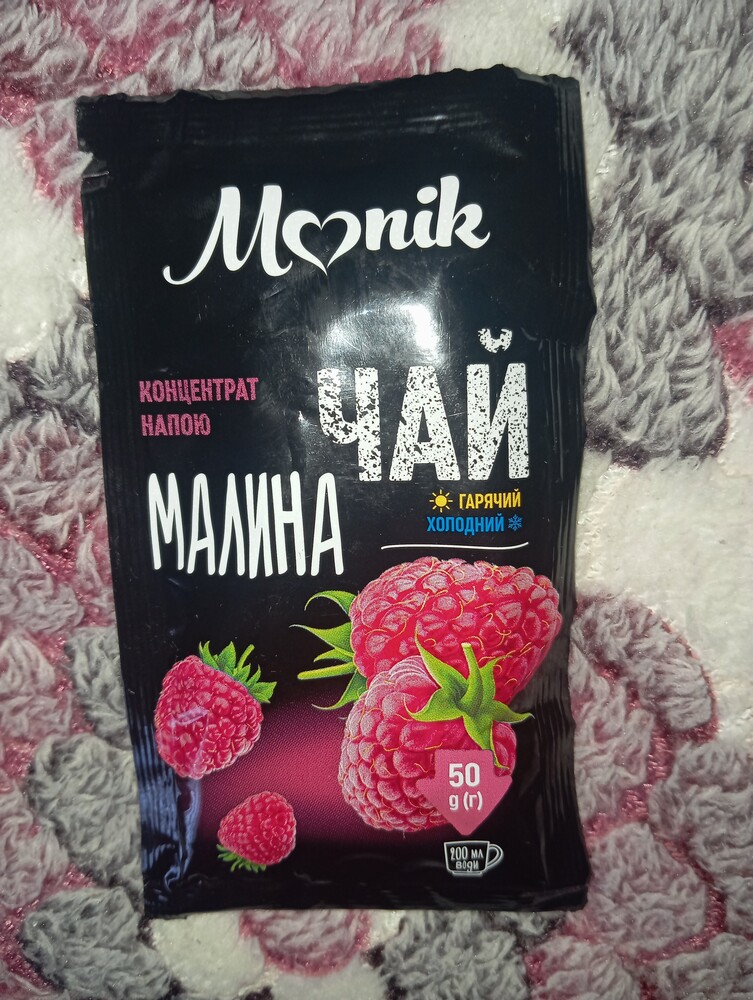 Monik
КОНЦЕНТРАТ
НАПОЮ
ЧАЙ
МАЛИНА
ГАРЯЧИЙ
ХОЛОДНИЙ
50
g (г)
200 мл
води